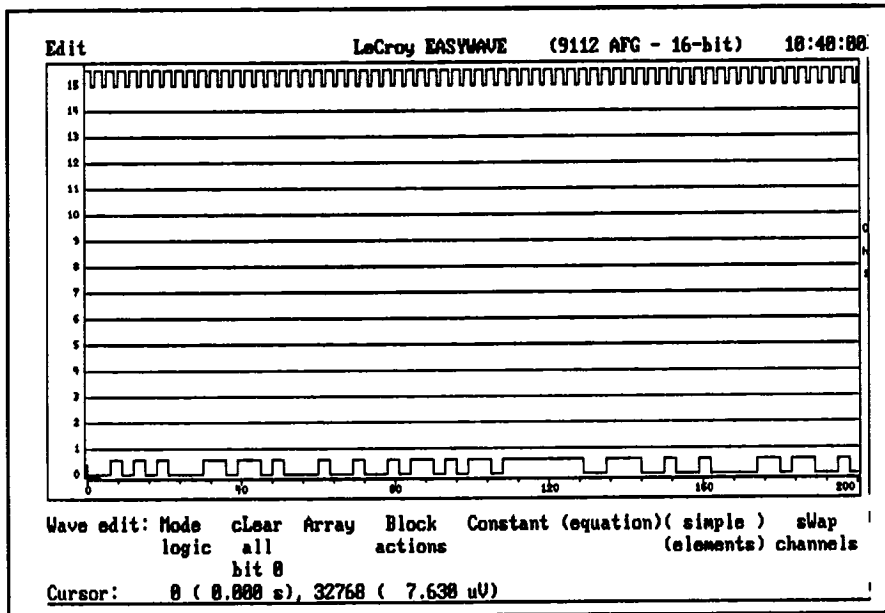 Edit LeCroy EASYWAVE (9112 AFG - 16-bit) 10:40:00
15
14
13
12
11
10
9
8
7
6
5
4
3
2
1
0
0 40 80 120 160 200
Wave edit: Mode cLear Array Block Constant (equation)( simple ) sWap
logic all actions (elements) channels
bit 0
Cursor: 0 ( 0.000 s), 32768 ( 7.630 uV)